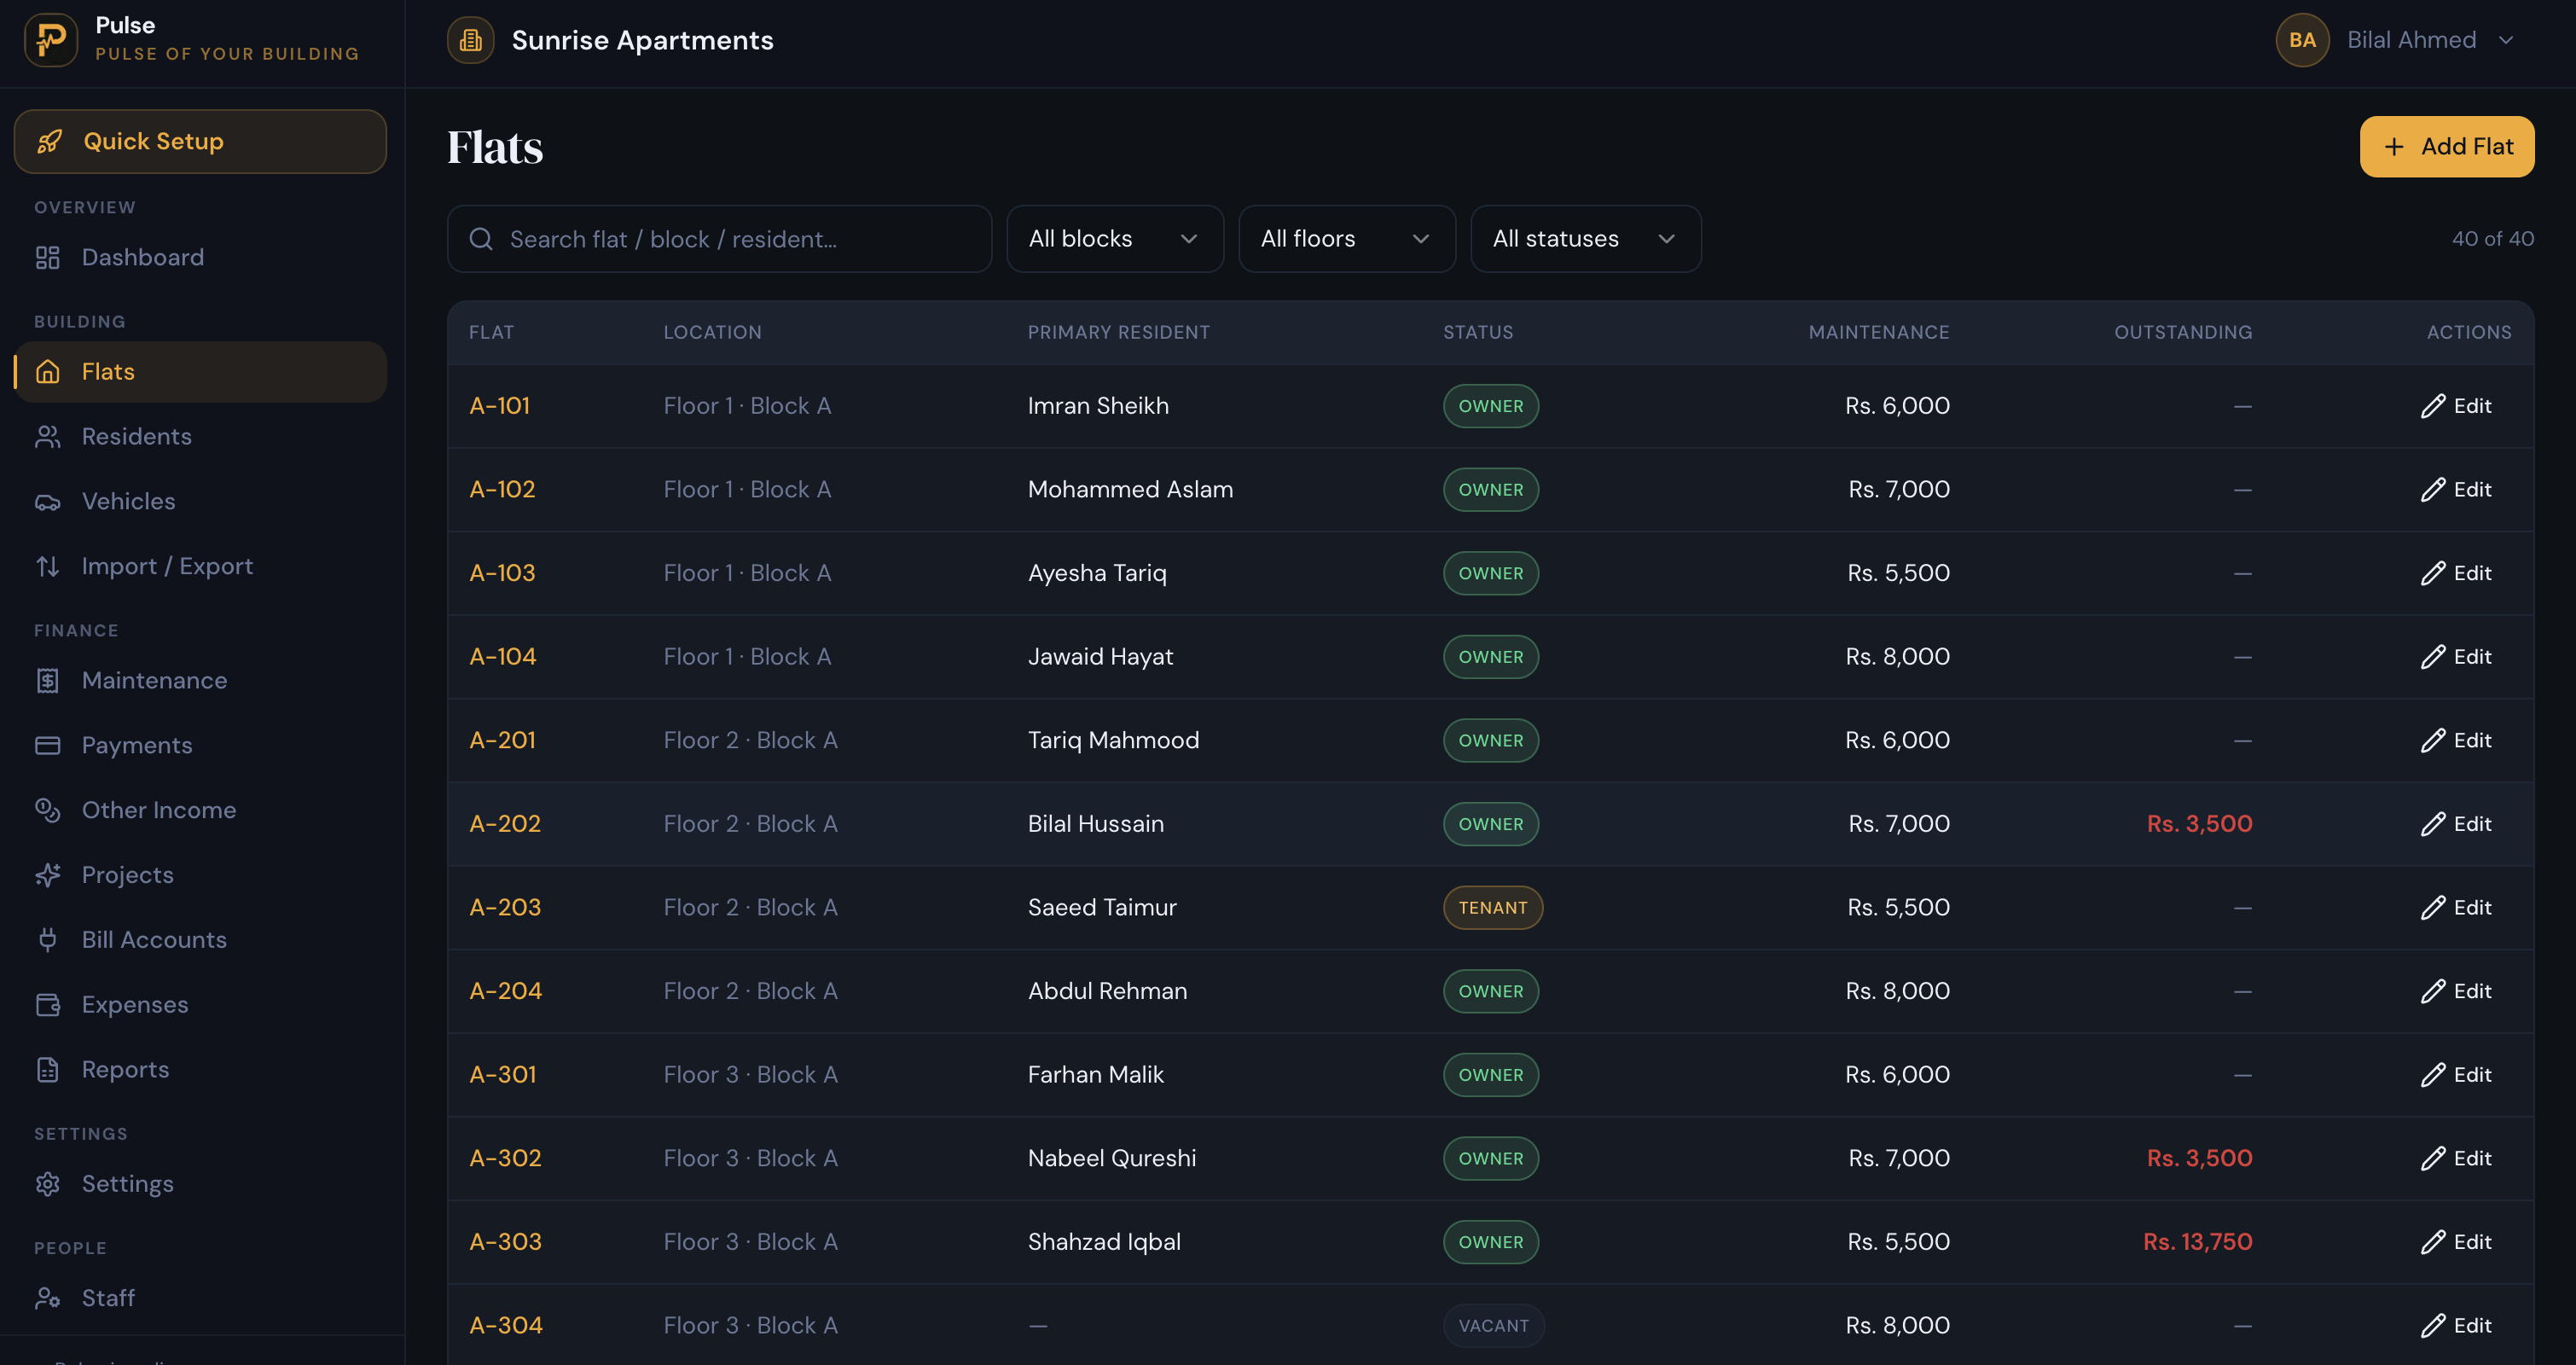 Pulse
PULSE OF YOUR BUILDING
Sunrise Apartments
BA Bilal Ahmed
Quick Setup
OVERVIEW
Dashboard
BUILDING
Flats
Residents
Vehicles
Import / Export
FINANCE
Maintenance
Payments
Other Income
Projects
Bill Accounts
Expenses
Reports
SETTINGS
Settings
PEOPLE
Staff
Flats
+ Add Flat
Search flat / block / resident...
All blocks
All floors
All statuses
40 of 40
FLAT LOCATION PRIMARY RESIDENT STATUS MAINTENANCE OUTSTANDING ACTIONS
A-101 Floor 1 · Block A Imran Sheikh OWNER Rs. 6,000 — Edit
A-102 Floor 1 · Block A Mohammed Aslam OWNER Rs. 7,000 — Edit
A-103 Floor 1 · Block A Ayesha Tariq OWNER Rs. 5,500 — Edit
A-104 Floor 1 · Block A Jawaid Hayat OWNER Rs. 8,000 — Edit
A-201 Floor 2 · Block A Tariq Mahmood OWNER Rs. 6,000 — Edit
A-202 Floor 2 · Block A Bilal Hussain OWNER Rs. 7,000 Rs. 3,500 Edit
A-203 Floor 2 · Block A Saeed Taimur TENANT Rs. 5,500 — Edit
A-204 Floor 2 · Block A Abdul Rehman OWNER Rs. 8,000 — Edit
A-301 Floor 3 · Block A Farhan Malik OWNER Rs. 6,000 — Edit
A-302 Floor 3 · Block A Nabeel Qureshi OWNER Rs. 7,000 Rs. 3,500 Edit
A-303 Floor 3 · Block A Shahzad Iqbal OWNER Rs. 5,500 Rs. 13,750 Edit
A-304 Floor 3 · Block A — VACANT Rs. 8,000 — Edit